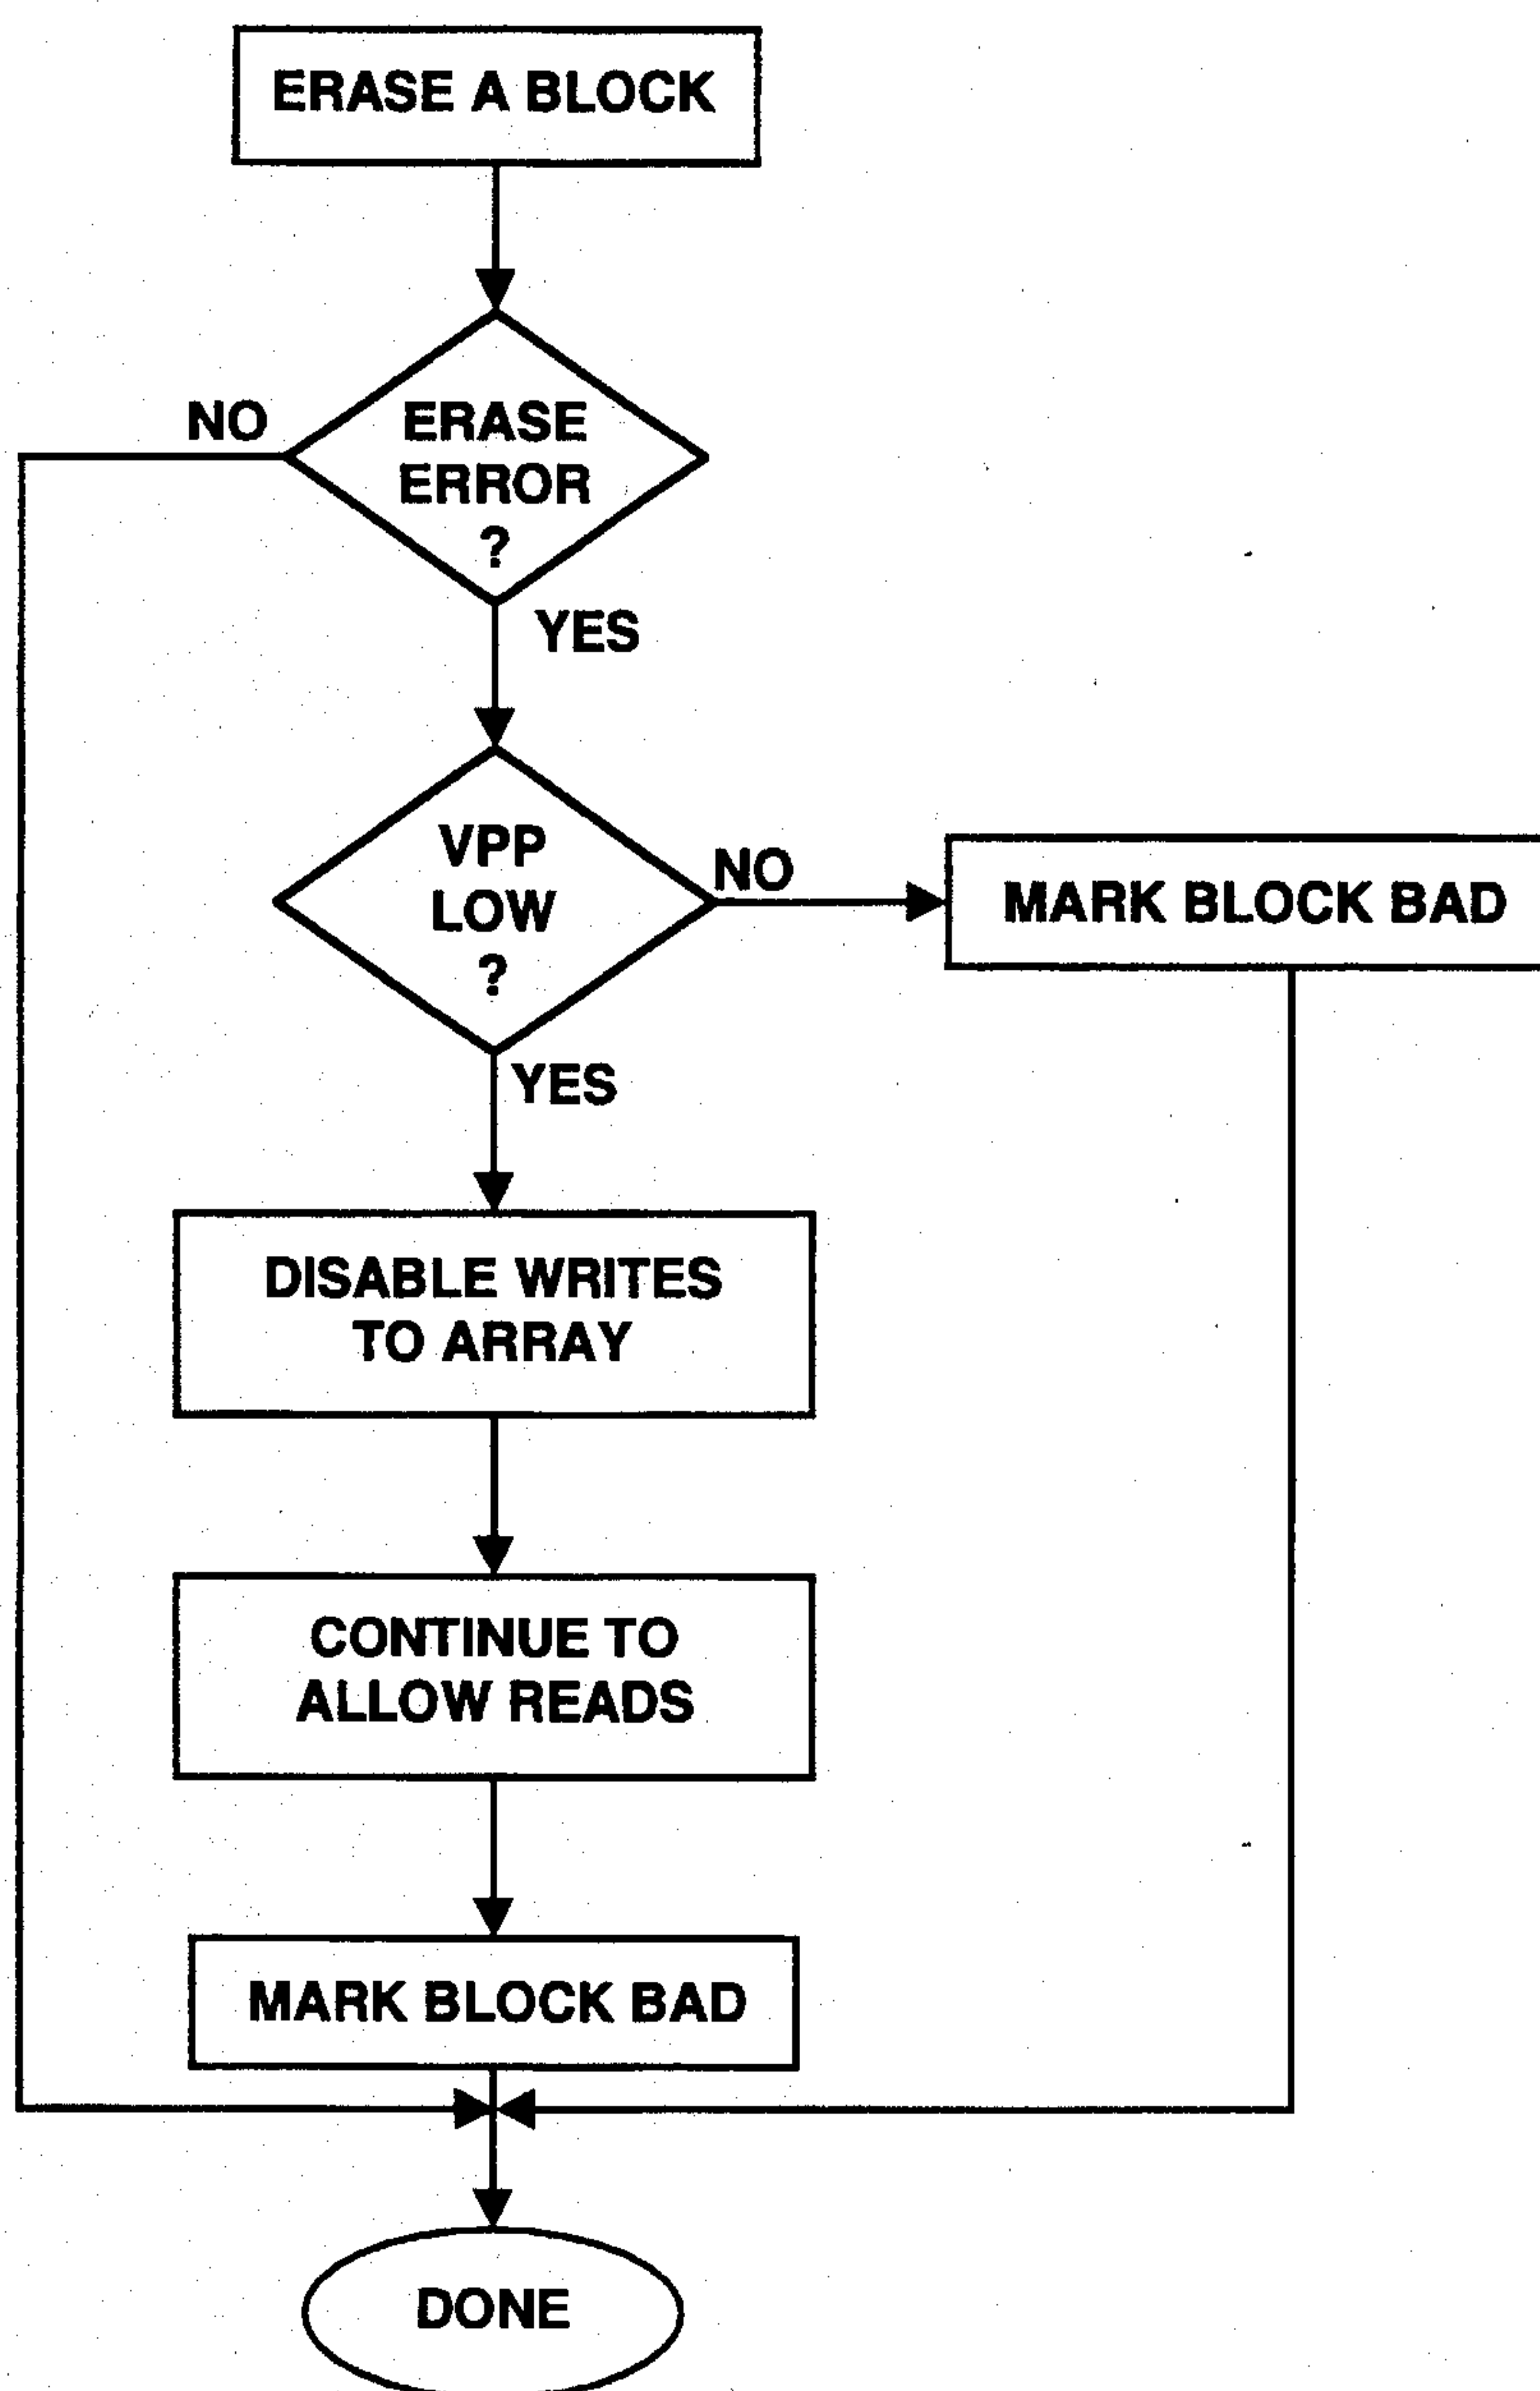 ERASE A BLOCK
NO
ERASE
ERROR
?
YES
VPP
LOW
?
NO
MARK BLOCK BAD
YES
DISABLE WRITES
TO ARRAY
CONTINUE TO
ALLOW READS
MARK BLOCK BAD
DONE